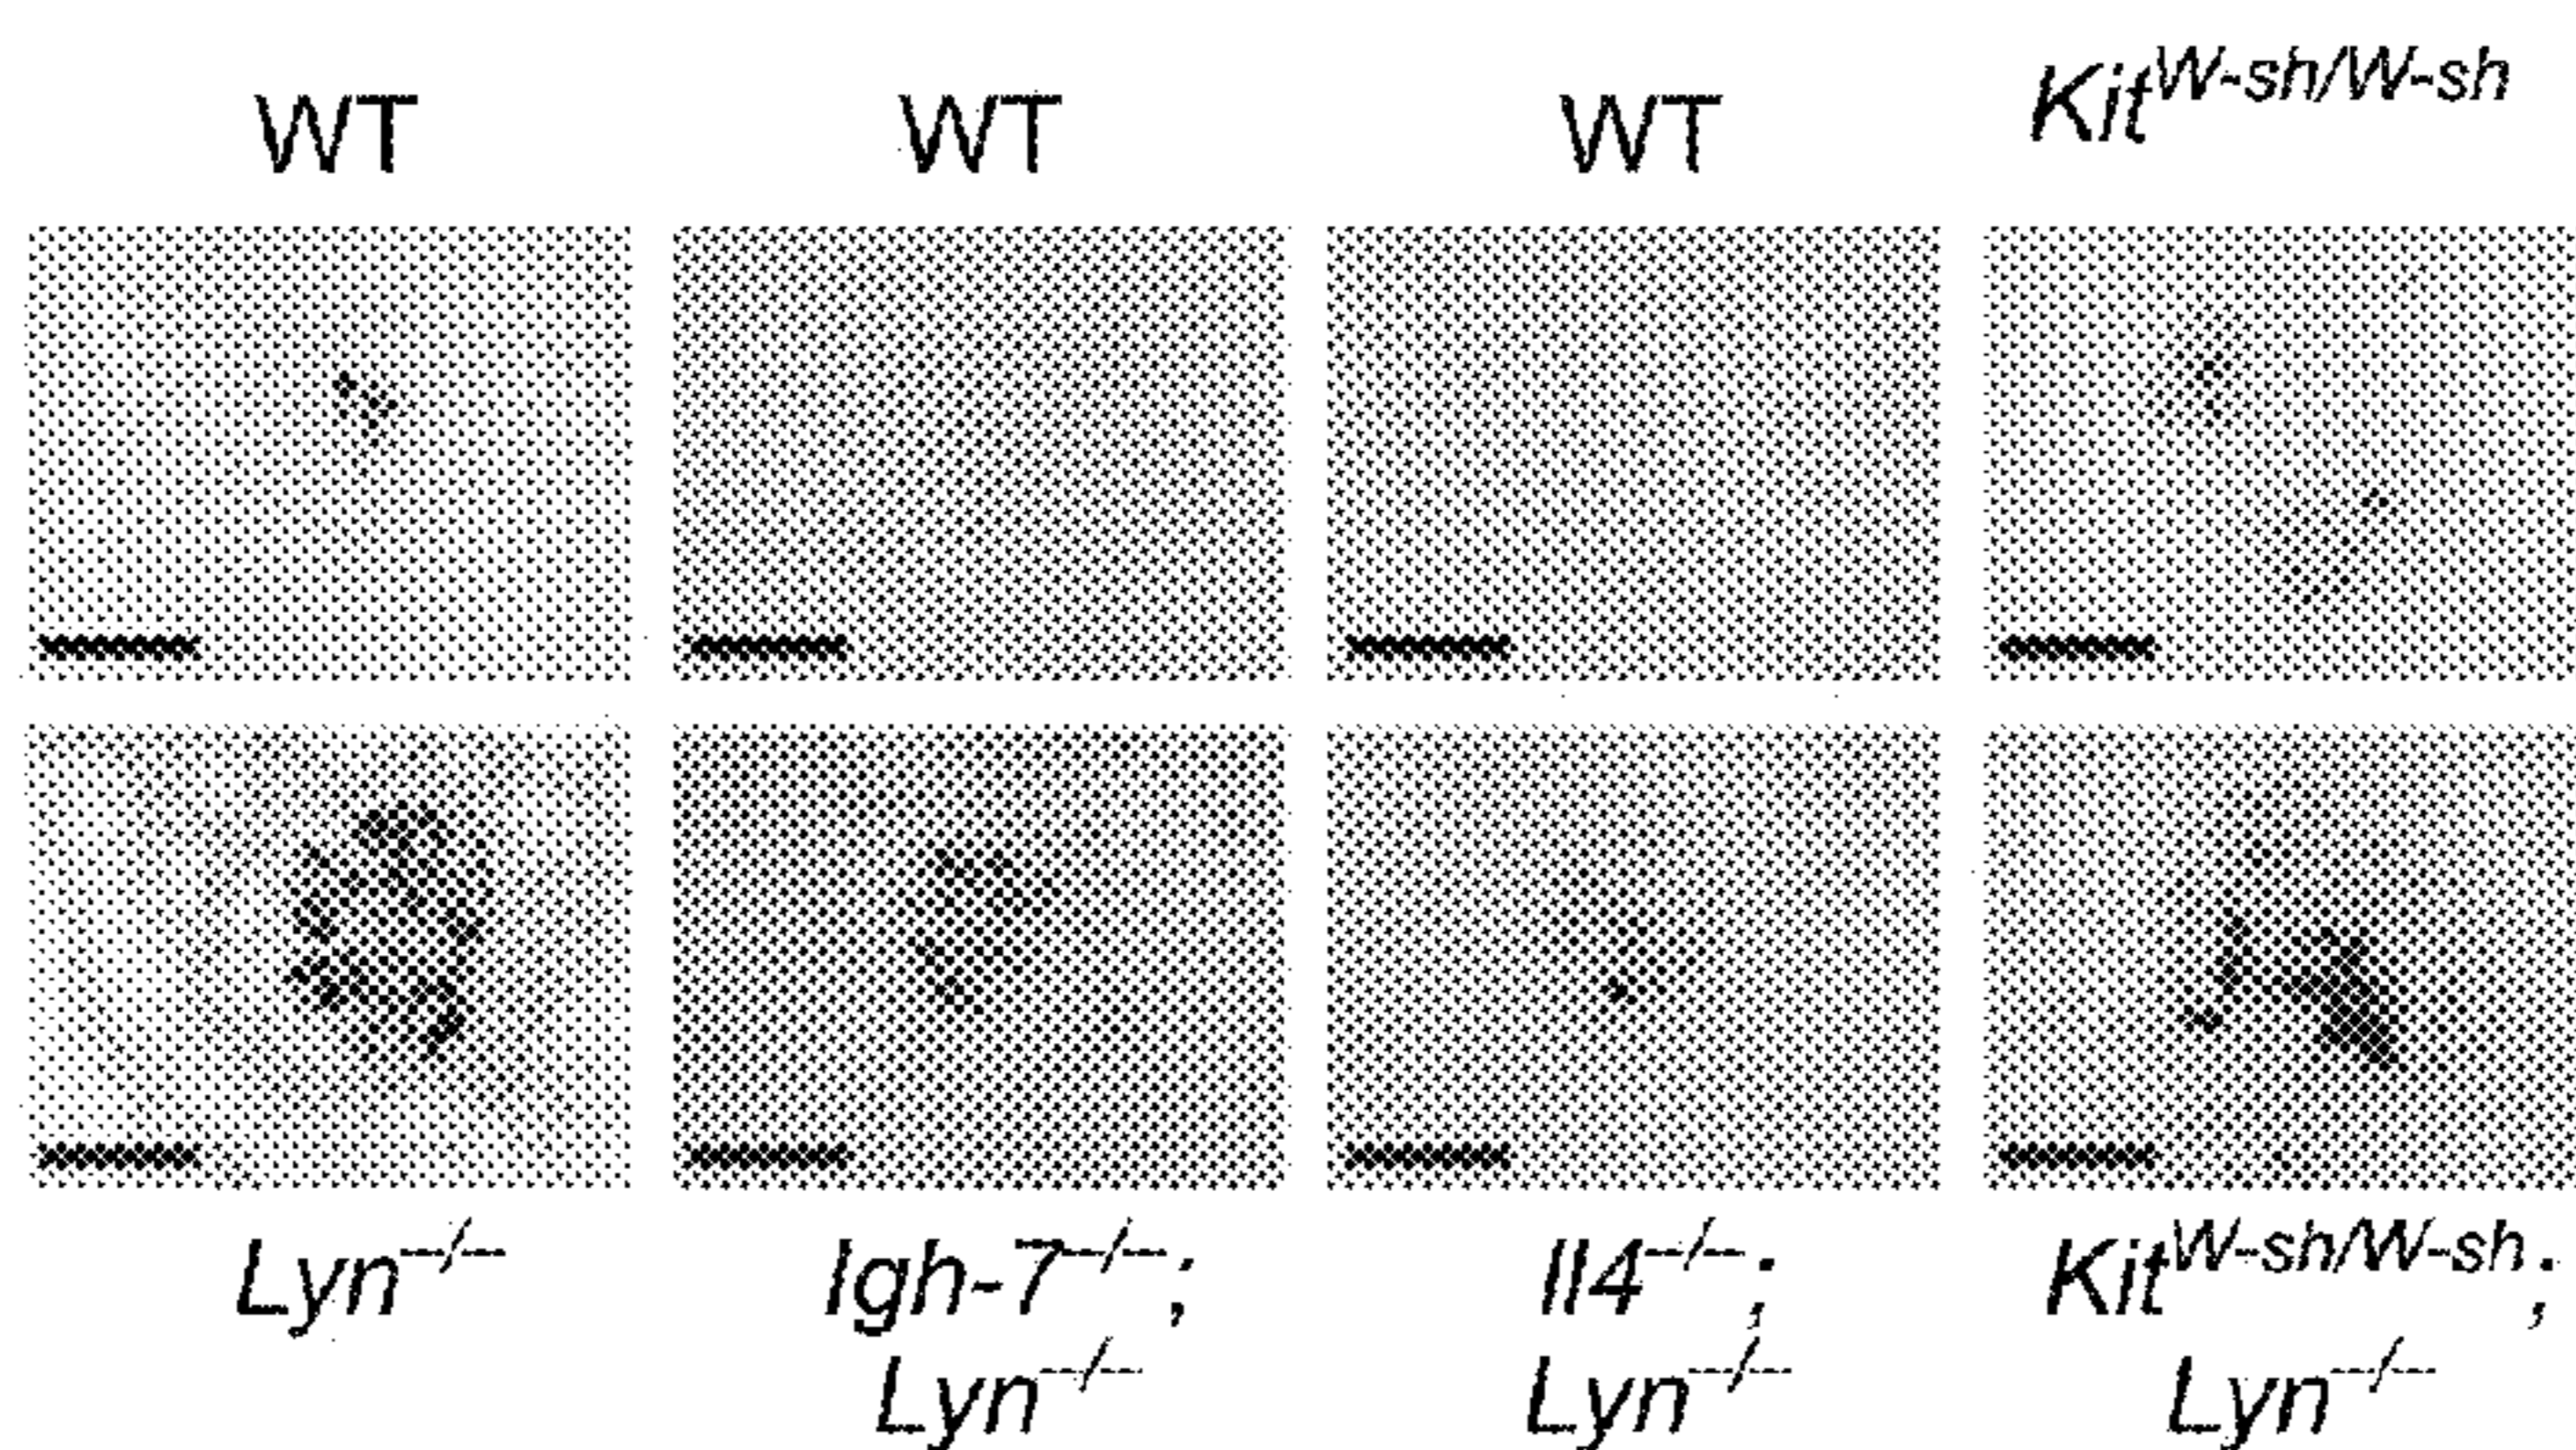 WT WT WT Kit^W-sh/W-sh
Lyn^–/– Igh-7^–/–; Il4^–/–; Kit^W-sh/W-sh;
Lyn^–/– Lyn^–/– Lyn^–/–